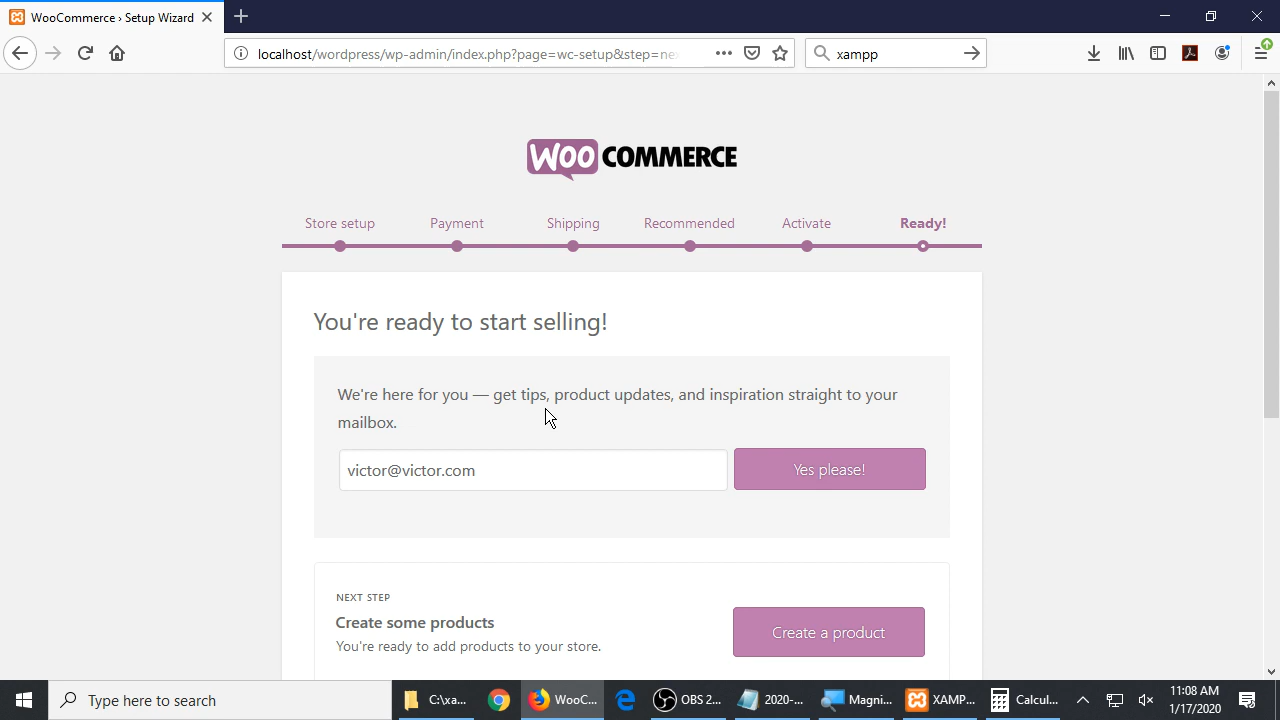 WooCommerce › Setup Wizard
localhost/wordpress/wp-admin/index.php?page=wc-setup&step=ne
xampp
WOOCOMMERCE
Store setup Payment Shipping Recommended Activate Ready!
You're ready to start selling!
We're here for you — get tips, product updates, and inspiration straight to your
mailbox.
victor@victor.com Yes please!
NEXT STEP
Create some products
You're ready to add products to your store.
Create a product
Type here to search C:\xa... WooC... OBS 2... 2020-... Magni... XAMP... Calcul...
11:08 AM
1/17/2020